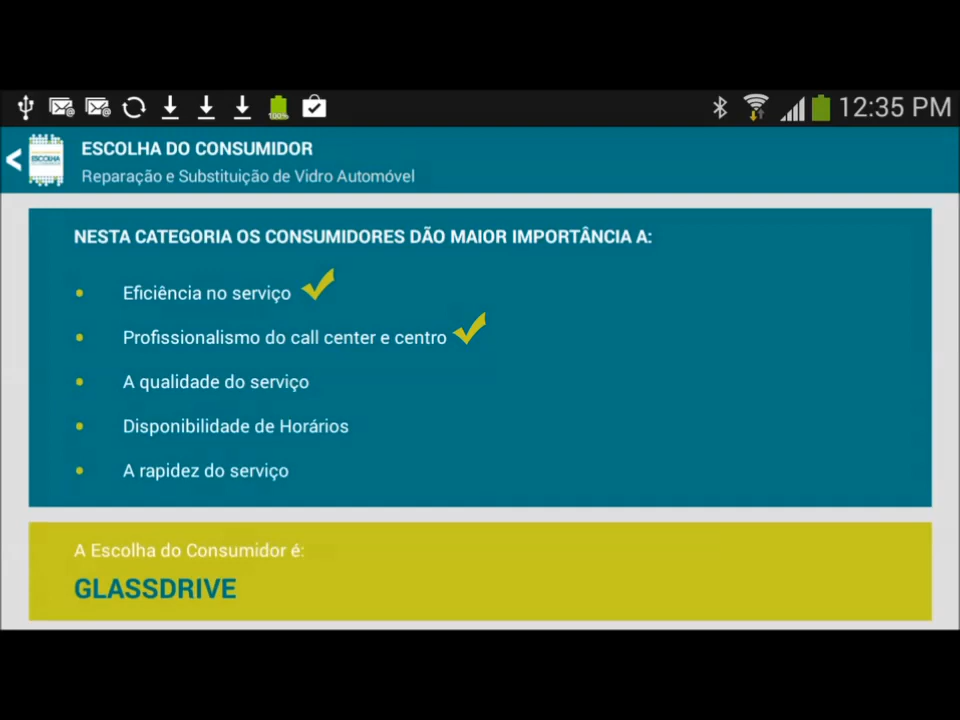 100%
12:35 PM
ESCOLHA
ESCOLHA DO CONSUMIDOR
Reparação e Substituição de Vidro Automóvel
NESTA CATEGORIA OS CONSUMIDORES DÃO MAIOR IMPORTÂNCIA A:
Eficiência no serviço
Profissionalismo do call center e centro
A qualidade do serviço
Disponibilidade de Horários
A rapidez do serviço
A Escolha do Consumidor é:
GLASSDRIVE